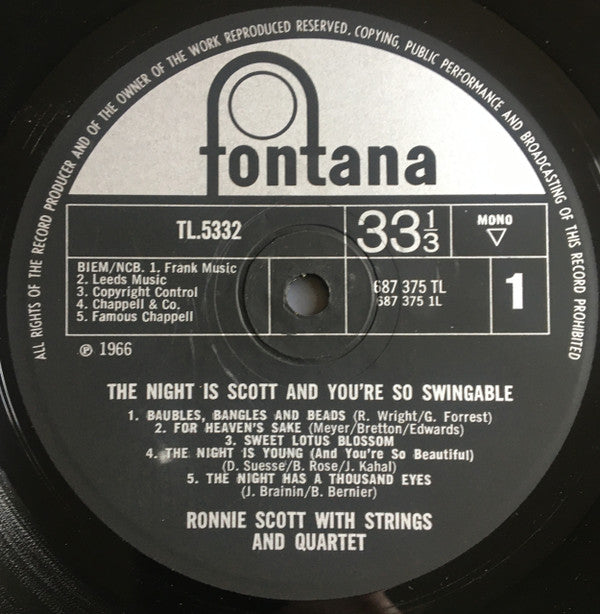 ALL RIGHTS OF THE RECORD PRODUCER AND OF THE OWNER OF THE WORK REPRODUCED RESERVED, COPYING, PUBLIC PERFORMANCE AND BROADCASTING OF THIS RECORD PROHIBITED
fontana
TL.5332
33⅓
MONO
BIEM/NCB. 1. Frank Music
2. Leeds Music
3. Copyright Control
4. Chappell & Co.
5. Famous Chappell
687 375 TL
687 375 1L
1
℗ 1966
THE NIGHT IS SCOTT AND YOU'RE SO SWINGABLE
1. BAUBLES, BANGLES AND BEADS (R. Wright/G. Forrest)
2. FOR HEAVEN'S SAKE (Meyer/Bretton/Edwards)
3. SWEET LOTUS BLOSSOM
4. THE NIGHT IS YOUNG (And You're So Beautiful)
(D. Suesse/B. Rose/J. Kahal)
5. THE NIGHT HAS A THOUSAND EYES
(J. Brainin/B. Bernier)
RONNIE SCOTT WITH STRINGS
AND QUARTET